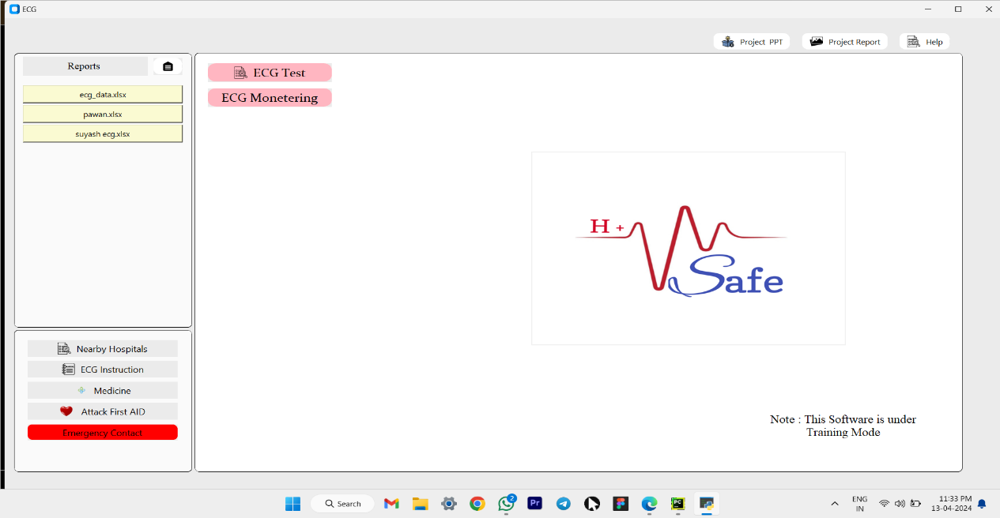 ECG
Project PPT
Project Report
Help
Reports
ecg_data.xlsx
pawan.xlsx
suyash ecg.xlsx
ECG Test
ECG Monetering
H +
Safe
Nearby Hospitals
ECG Instruction
Medicine
Attack First AID
Emergency Contact
Note : This Software is under
Training Mode
Search
2
Pr
PC
ENG
IN
11:33 PM
13-04-2024